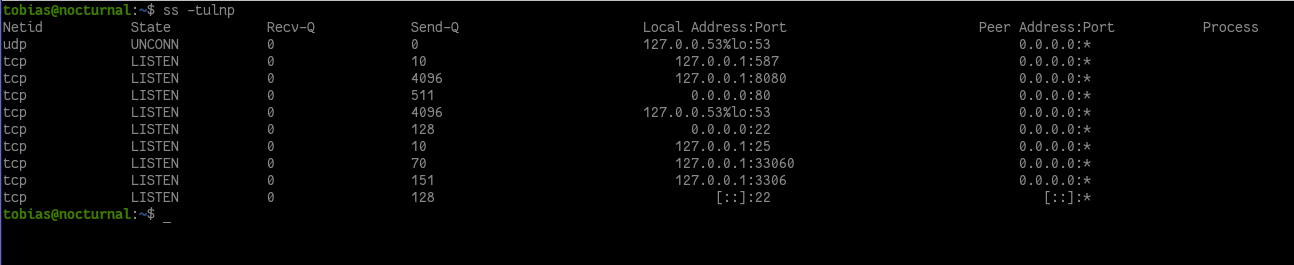 tobias@nocturnal:~$ ss -tulnp
Netid State Recv-Q Send-Q Local Address:Port Peer Address:Port Process
udp UNCONN 0 0 127.0.0.53%lo:53 0.0.0.0:*
tcp LISTEN 0 10 127.0.0.1:587 0.0.0.0:*
tcp LISTEN 0 4096 127.0.0.1:8080 0.0.0.0:*
tcp LISTEN 0 511 0.0.0.0:80 0.0.0.0:*
tcp LISTEN 0 4096 127.0.0.53%lo:53 0.0.0.0:*
tcp LISTEN 0 128 0.0.0.0:22 0.0.0.0:*
tcp LISTEN 0 10 127.0.0.1:25 0.0.0.0:*
tcp LISTEN 0 70 127.0.0.1:33060 0.0.0.0:*
tcp LISTEN 0 151 127.0.0.1:3306 0.0.0.0:*
tcp LISTEN 0 128 [::]:22 [::]:*
tobias@nocturnal:~$ _